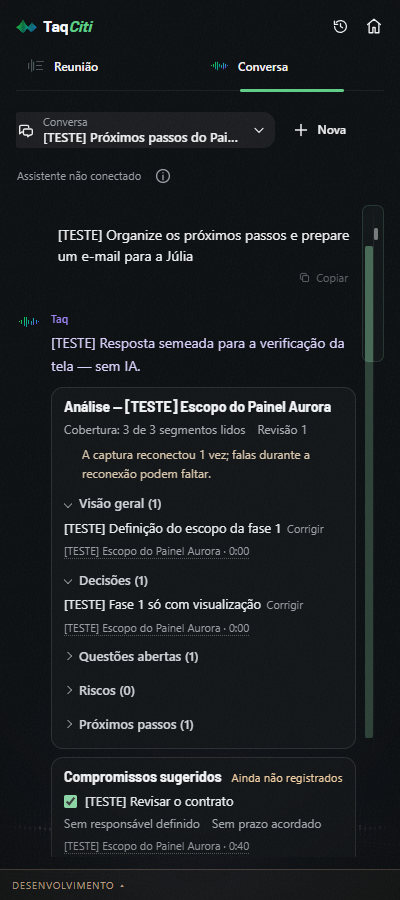 TaqCiti
Reunião
Conversa
Conversa
[TESTE] Próximos passos do Pai...
Nova
Assistente não conectado
[TESTE] Organize os próximos passos e prepare
um e-mail para a Júlia
Copiar
Taq
[TESTE] Resposta semeada para a verificação da
tela — sem IA.
Análise — [TESTE] Escopo do Painel Aurora
Cobertura: 3 de 3 segmentos lidos Revisão 1
A captura reconectou 1 vez; falas durante a
reconexão podem faltar.
Visão geral (1)
[TESTE] Definição do escopo da fase 1 Corrigir
[TESTE] Escopo do Painel Aurora · 0:00
Decisões (1)
[TESTE] Fase 1 só com visualização Corrigir
[TESTE] Escopo do Painel Aurora · 0:00
Questões abertas (1)
Riscos (0)
Próximos passos (1)
Compromissos sugeridos Ainda não registrados
[TESTE] Revisar o contrato
Sem responsável definido Sem prazo acordado
[TESTE] Escopo do Painel Aurora · 0:40
DESENVOLVIMENTO